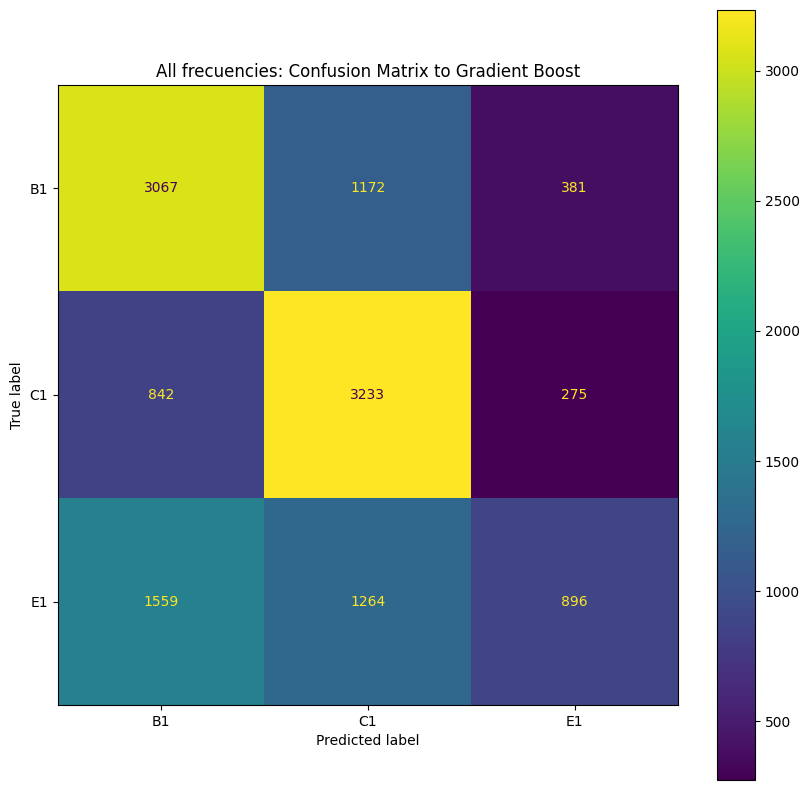 All frecuencies: Confusion Matrix to Gradient Boost
B1
3067
1172
381
C1
842
3233
275
E1
1559
1264
896
B1
C1
E1
Predicted label
True label
3000
2500
2000
1500
1000
500